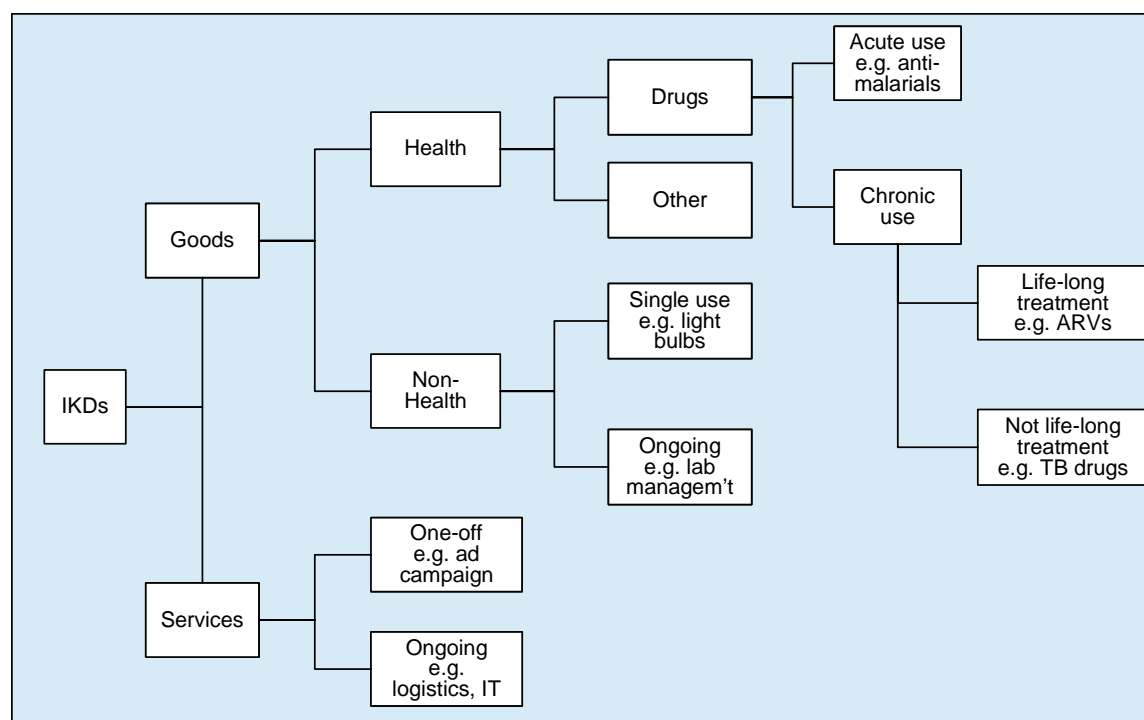 IKDs
Goods
Services
Health
Non-
Health
One-off
e.g. ad
campaign
Ongoing
e.g.
logistics, IT
Drugs
Other
Single use
e.g. light
bulbs
Ongoing
e.g. lab
managem’t
Acute use
e.g. anti-
malarials
Chronic
use
Life-long
treatment
e.g. ARVs
Not life-long
treatment
e.g. TB drugs